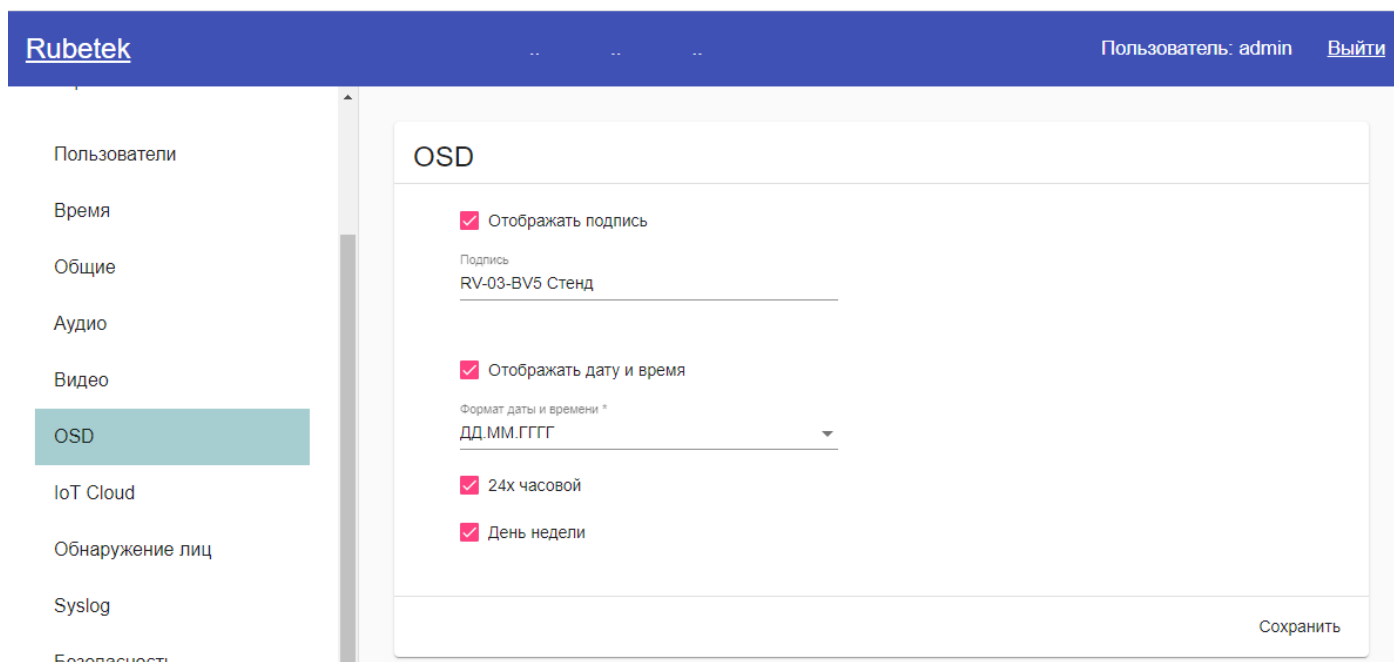 Rubetek
.. .. ..
Пользователь: admin
Выйти
Пользователи
Время
Общие
Аудио
Видео
OSD
IoT Cloud
Обнаружение лиц
Syslog
Безопасность
OSD
Отображать подпись
Подпись
RV-03-BV5 Стенд
Отображать дату и время
Формат даты и времени *
ДД.ММ.ГГГГ
24х часовой
День недели
Сохранить